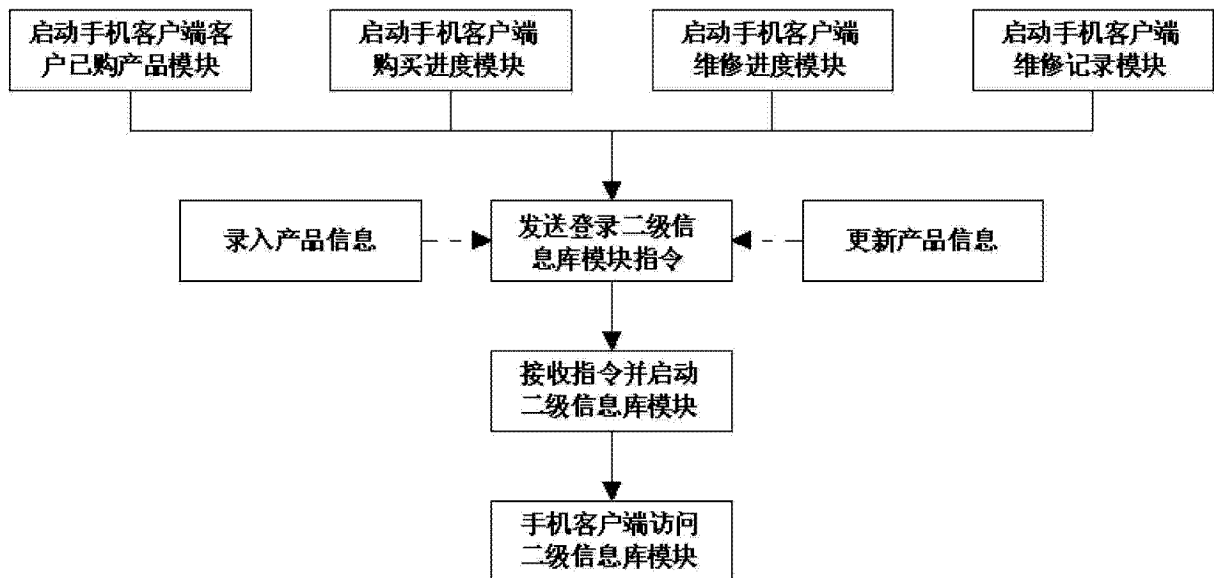 启动手机客户端客
户已购产品模块
启动手机客户端
购买进度模块
启动手机客户端
维修进度模块
启动手机客户端
维修记录模块
录入产品信息
发送登录二级信
息库模块指令
更新产品信息
接收指令并启动
二级信息库模块
手机客户端访问
二级信息库模块